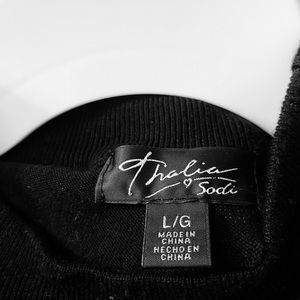 Thalia
Sodi
L/G
MADE IN
CHINA
HECHO EN
CHINA